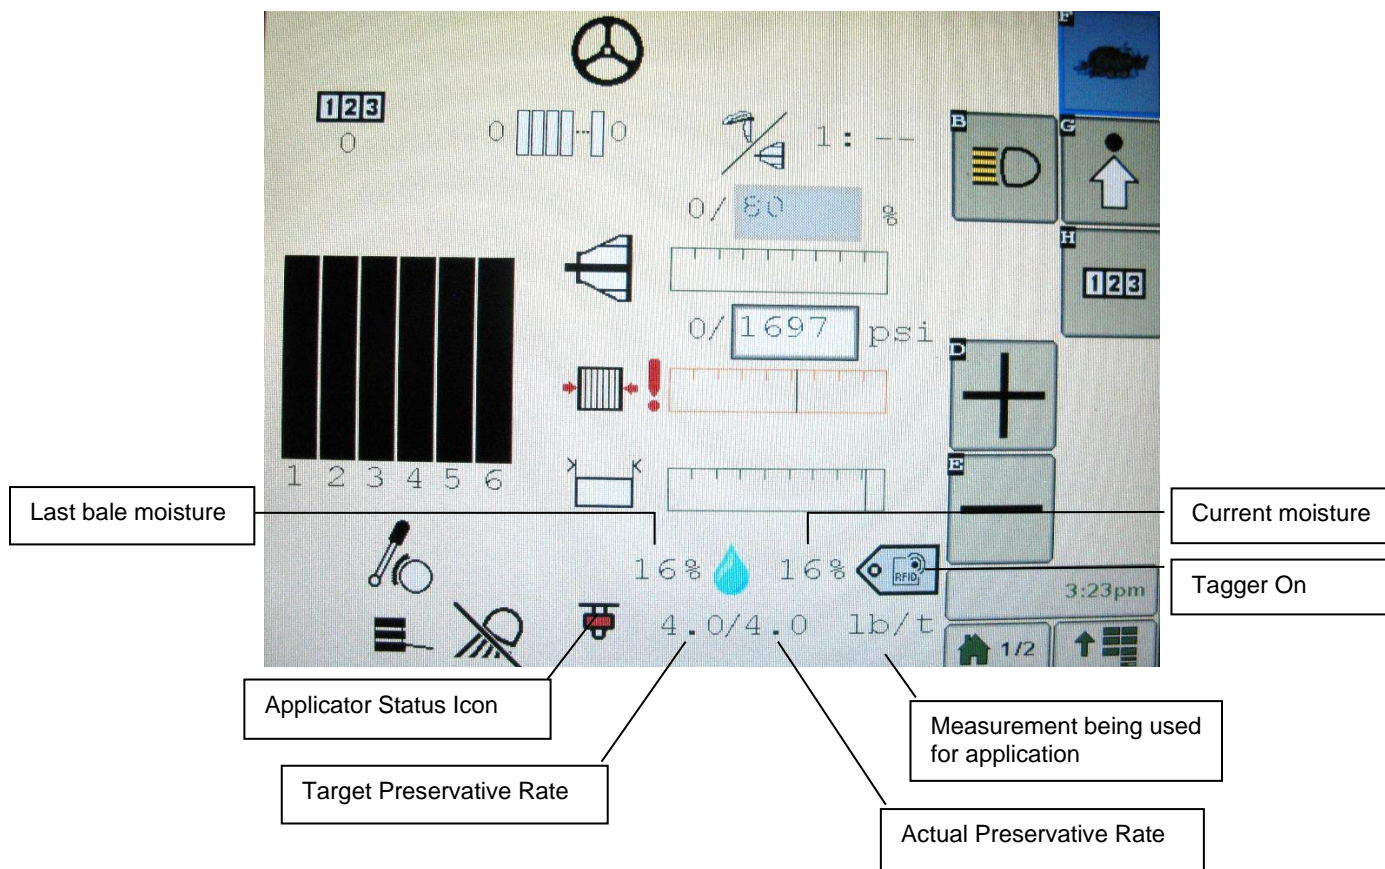 F
123
0
0
0
1:--
B
G
0/ 80 %
H
123
0/ 1697 psi
D
E
1 2 3 4 5 6
Last bale moisture
Current moisture
16%
16%
RFID
Tagger On
3:23pm
4.0/4.0 lb/t
1/2
Applicator Status Icon
Measurement being used
for application
Target Preservative Rate
Actual Preservative Rate